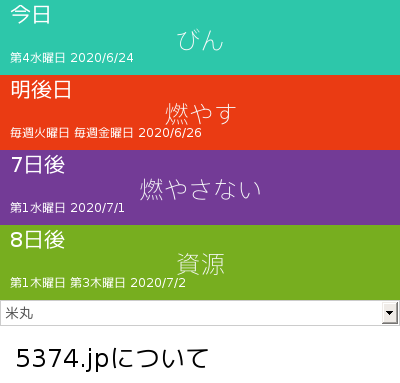 今日
びん
第4水曜日 2020/6/24
明後日
燃やす
毎週火曜日 毎週金曜日 2020/6/26
7日後
燃やさない
第1水曜日 2020/7/1
8日後
資源
第1木曜日 第3木曜日 2020/7/2
米丸
5374.jpについて